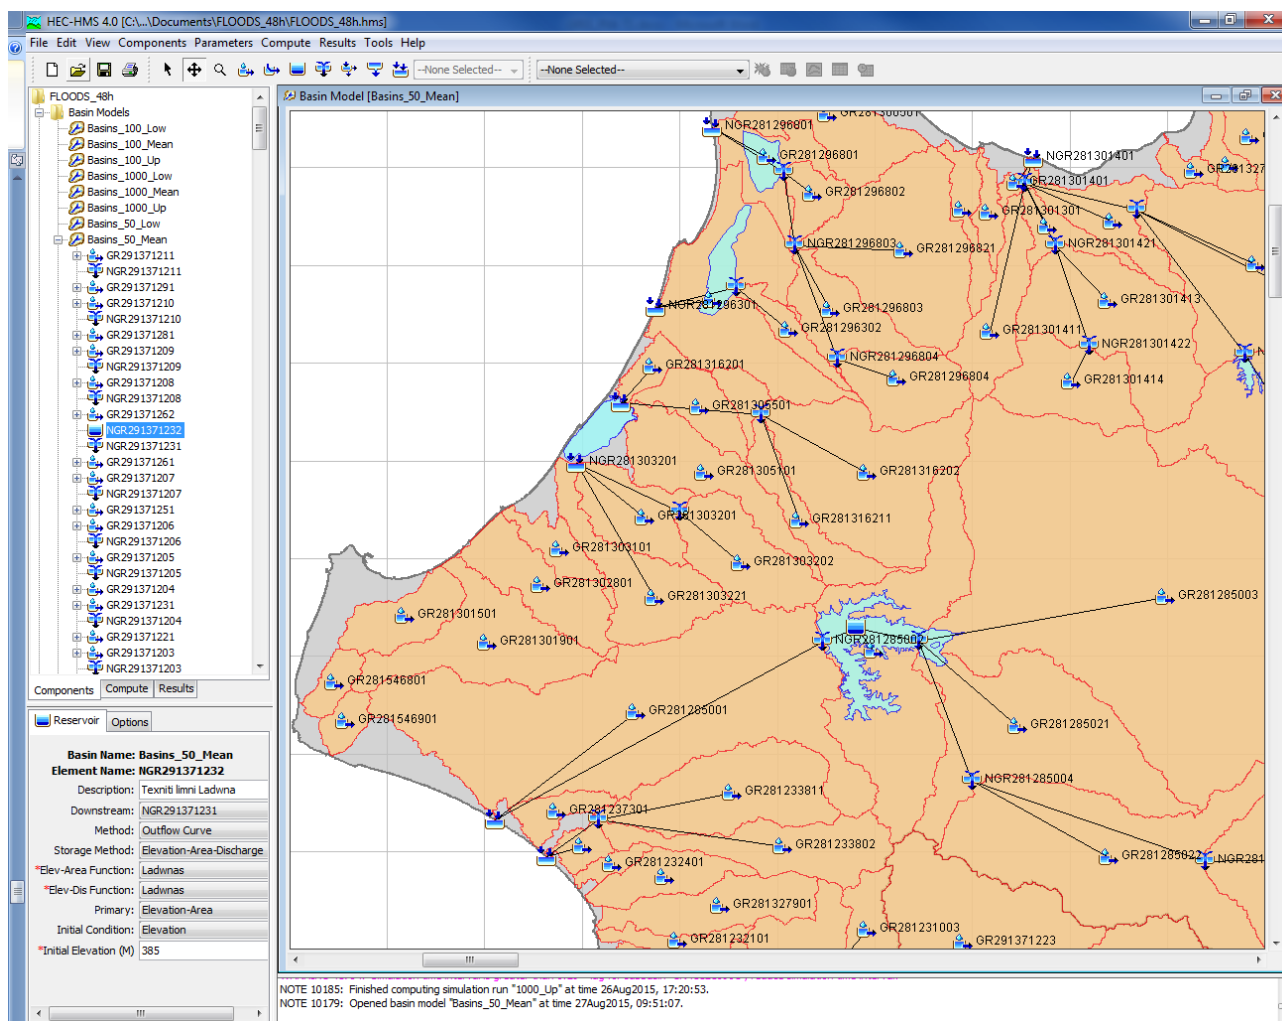 HEC-HMS 4.0 [C:\...\Documents\FLOODS_48h\FLOODS_48h.hms]
File Edit View Components Parameters Compute Results Tools Help
--None Selected-- --None Selected--
FLOODS_48h
Basin Models
Basins_100_Low
Basins_100_Mean
Basins_100_Up
Basins_1000_Low
Basins_1000_Mean
Basins_1000_Up
Basins_50_Low
Basins_50_Mean
GR291371211
NGR291371211
GR291371291
GR291371210
NGR291371210
GR291371281
GR291371209
NGR291371209
GR291371208
NGR291371208
GR291371262
NGR291371232
NGR291371231
GR291371261
GR291371207
NGR291371207
GR291371251
GR291371206
NGR291371206
GR291371205
NGR291371205
GR291371204
GR291371231
NGR291371204
GR291371221
GR291371203
NGR291371203
Components Compute Results
Reservoir Options
Basin Name: Basins_50_Mean
Element Name: NGR291371232
Description: Texniti limni Ladwna
Downstream: NGR291371231
Method: Outflow Curve
Storage Method: Elevation-Area-Discharge
*Elev-Area Function: Ladwnas
*Elev-Dis Function: Ladwnas
Primary: Elevation-Area
Initial Condition: Elevation
*Initial Elevation (M) 385
Basin Model [Basins_50_Mean]
NGR281296801
GR281296801
NGR281301401
GR281301401
GR281296802
GR281301301
NGR281296803
GR281296821
NGR281301421
GR281301413
NGR281296301
GR281296803
GR281296302
GR281301411
NGR281301422
NGR281296804
GR281296804
GR281301414
GR281316201
GR281305501
NGR281303201
GR281305101
GR281316202
GR281303201
GR281316211
GR281303101
GR281303202
GR281302801
GR281303221
GR281285003
GR281301501
GR281301901
NGR281285002
GR281546801
GR281285001
GR281546901
GR281285021
NGR281285004
GR281233811
GR281237301
GR281233802
GR281285022
GR281232401
GR281327901
GR281231003
GR281232101
GR291371223
NOTE 10185: Finished computing simulation run "1000_Up" at time 26Aug2015, 17:20:53.
NOTE 10179: Opened basin model "Basins_50_Mean" at time 27Aug2015, 09:51:07.